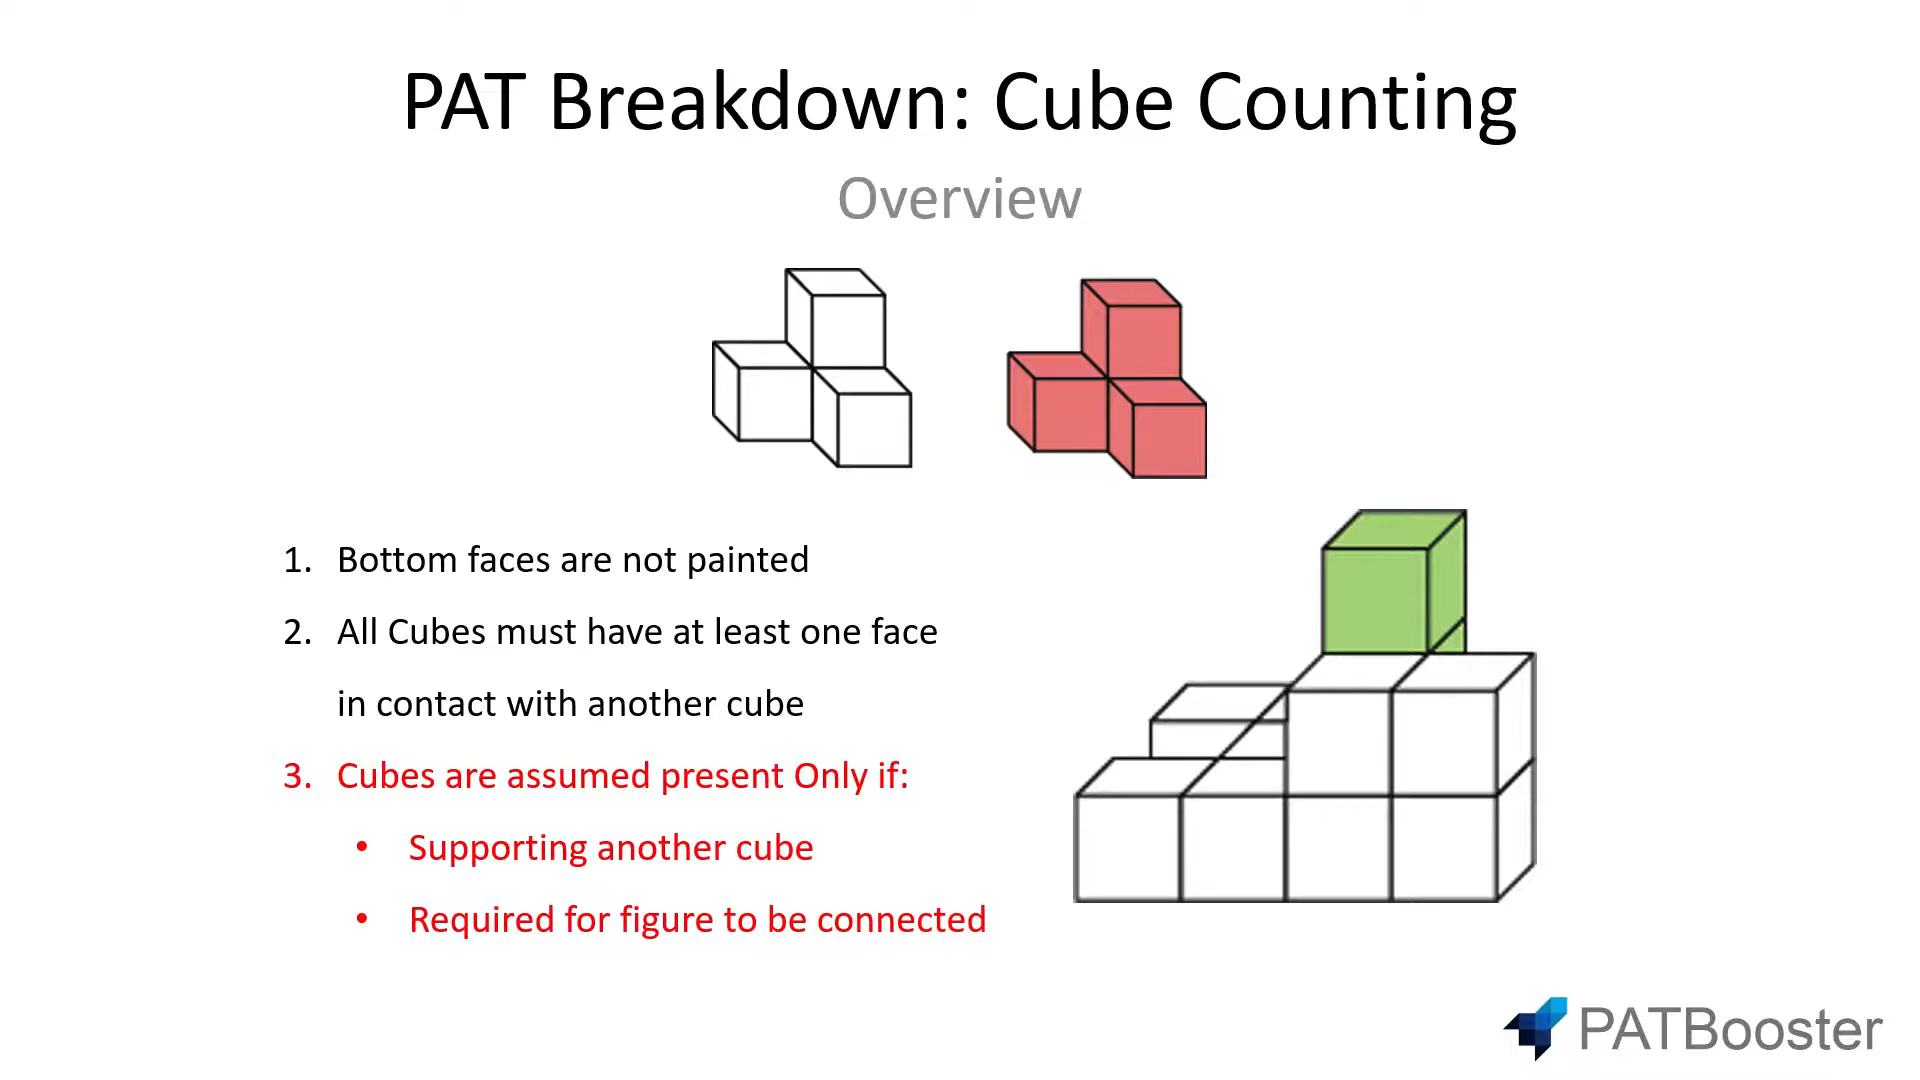 PAT Breakdown: Cube Counting
Overview
1. Bottom faces are not painted
2. All Cubes must have at least one face
in contact with another cube
3. Cubes are assumed present Only if:
• Supporting another cube
• Required for figure to be connected
PATBooster